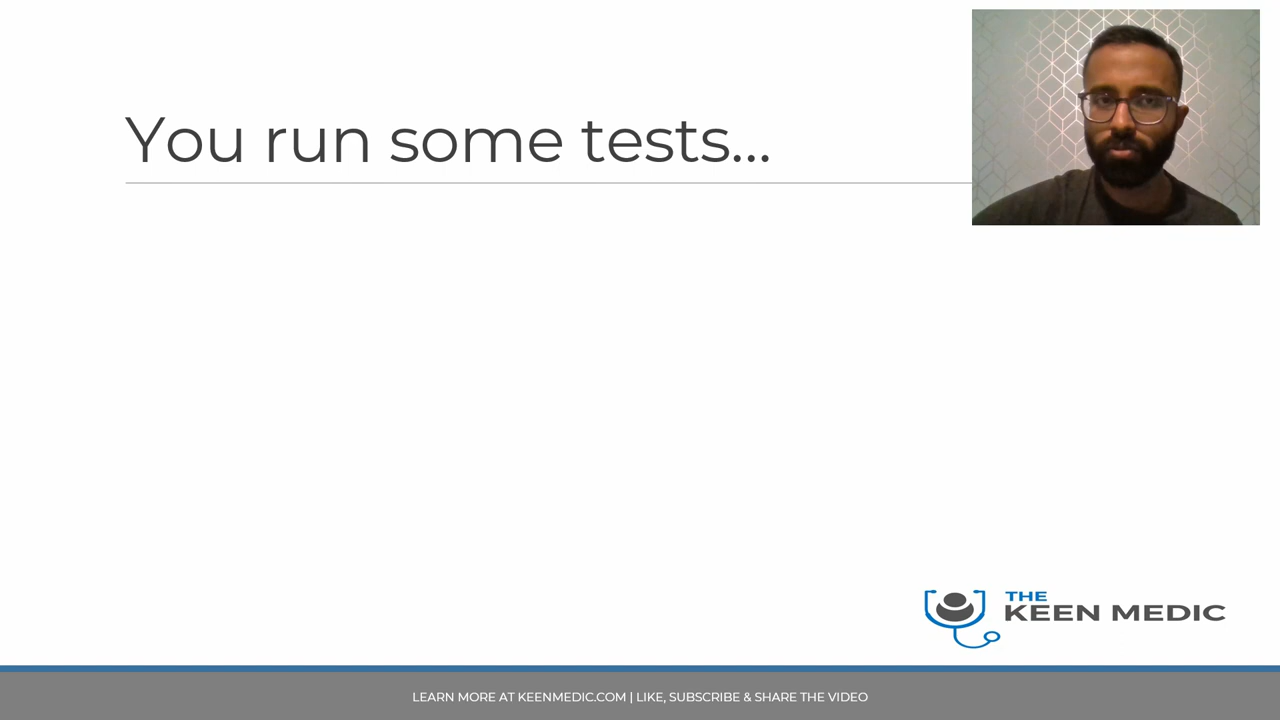 You run some tests...
THE
KEEN MEDIC
LEARN MORE AT KEENMEDIC.COM | LIKE, SUBSCRIBE & SHARE THE VIDEO